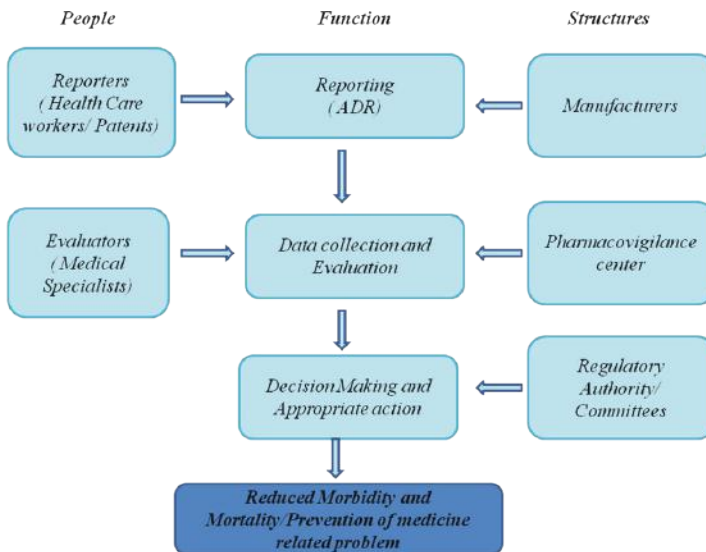 People Function Structures
Reporters
( Health Care
workers/ Patents)
Reporting
( ADR)
Manufacturers
Evaluators
( Medical
Specialists)
Data collection and
Evaluation
Pharmacovigilance
center
Decision Making and
Appropriate action
Regulatory
Authority/
Committees
Reduced Morbidity and
Mortality/Prevention of medicine
related problem